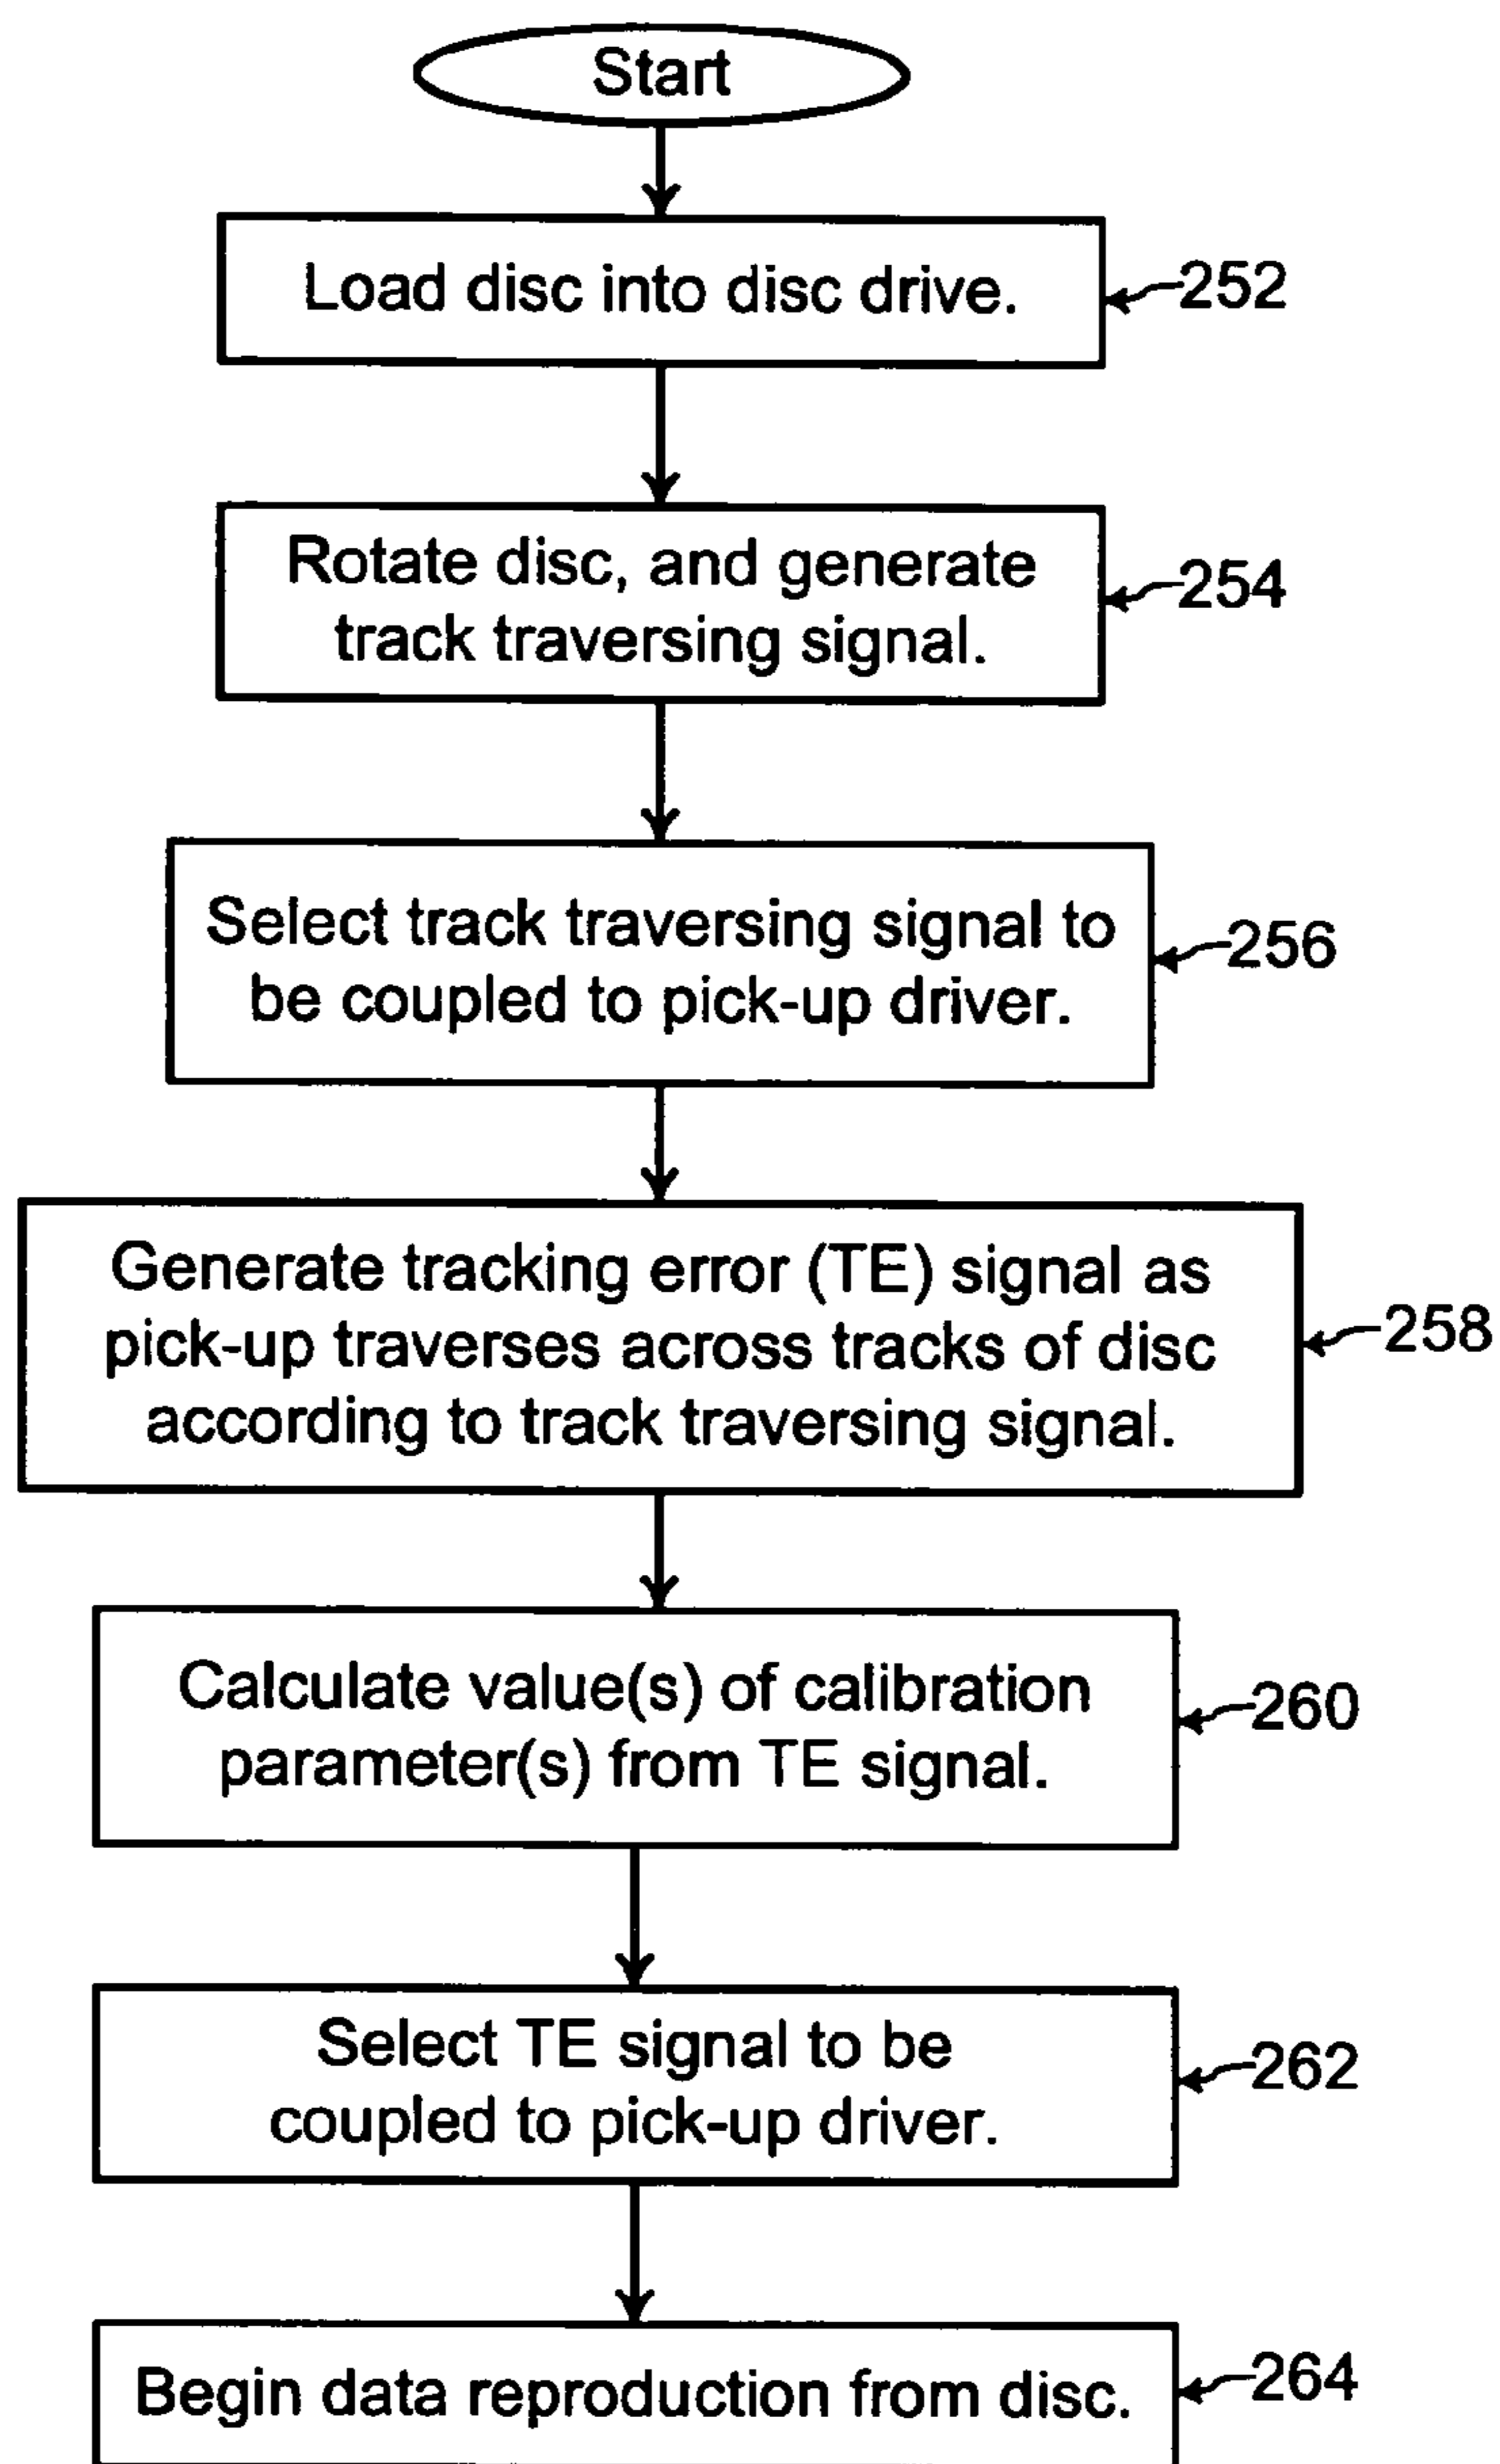 Start
Load disc into disc drive.
252
Rotate disc, and generate
track traversing signal.
254
Select track traversing signal to
be coupled to pick-up driver.
256
Generate tracking error (TE) signal as
pick-up traverses across tracks of disc
according to track traversing signal.
258
Calculate value(s) of calibration
parameter(s) from TE signal.
260
Select TE signal to be
coupled to pick-up driver.
262
Begin data reproduction from disc.
264